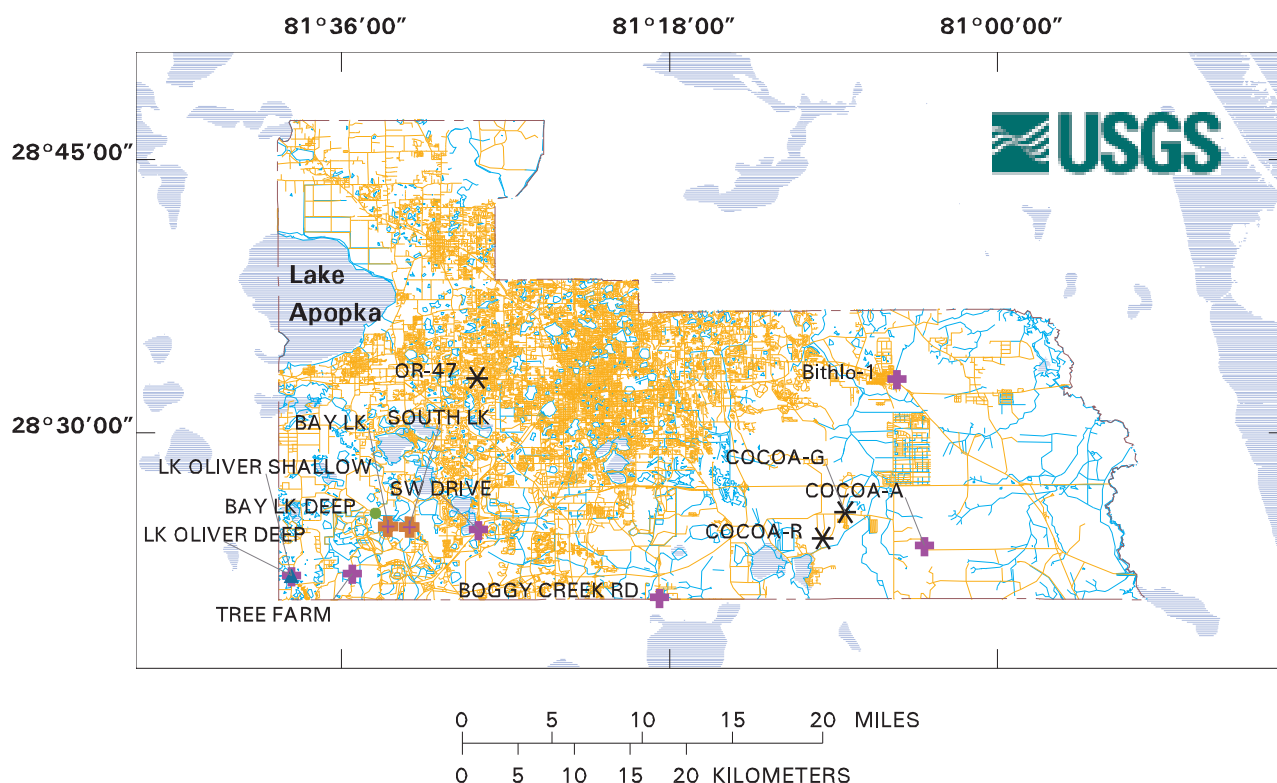 81°36′00″ 81°18′00″ 81°00′00″
28°45′00″
USGS
Lake
Apopka
OR-47
Bithlo-1
28°30′00″
BAY LK
SOUTH LK
COCOA-G
LK OLIVER SHALLOW
SW DRIVE
COCOA-A
BAY LK DEEP
LK OLIVER DEEP
COCOA-R
BOGGY CREEK RD
TREE FARM
0 5 10 15 20 MILES
0 5 10 15 20 KILOMETERS